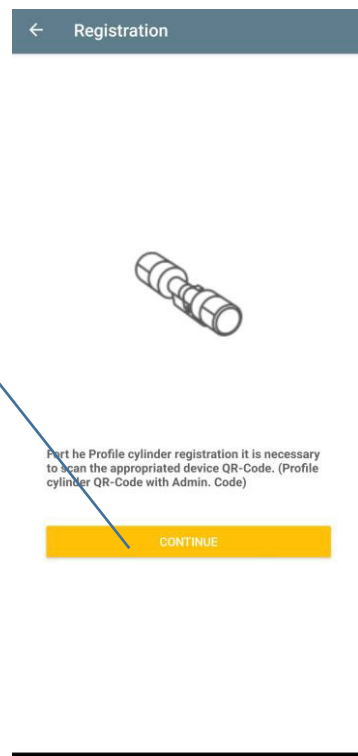 Registration
Fort he Profile cylinder registration it is necessary
to scan the appropriated device QR-Code. (Profile
cylinder QR-Code with Admin. Code)
CONTINUE